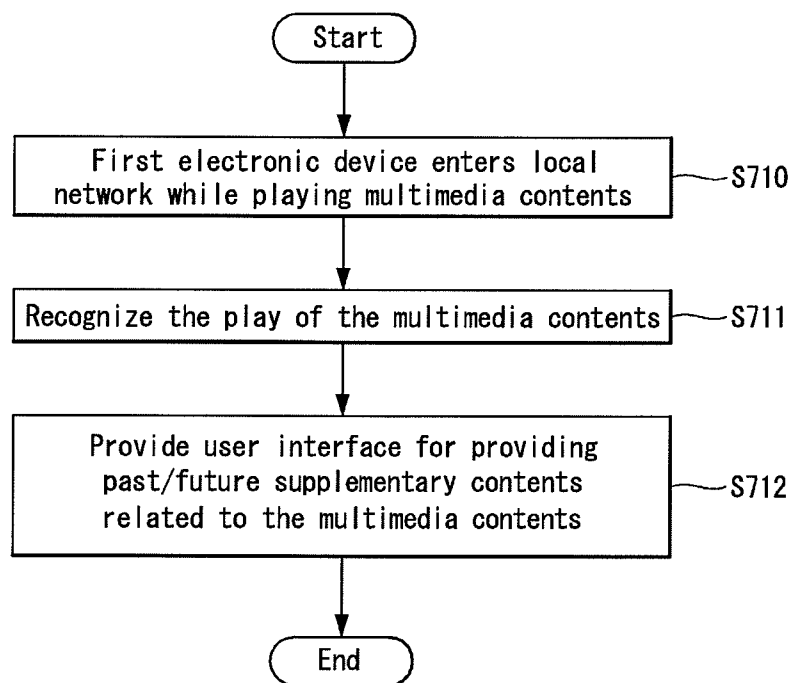 Start
First electronic device enters local
network while playing multimedia contents
S710
Recognize the play of the multimedia contents
S711
Provide user interface for providing
past/future supplementary contents
related to the multimedia contents
S712
End